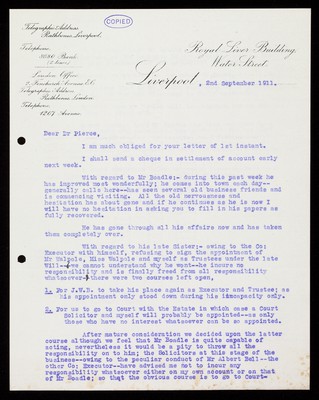 COPIED
Telegraphic Address,
Rathbones, Liverpool.
Telephone:
3080 Bank
London Office
Telegraphic Address,
Rathbones, London.
Telephone:
1267 Avenue.
Royal Liver Building,
Water Street,
Liverpool, 2nd September 1911.
Dear Dr Pierce,
I am much obliged for your letter of 1st instant.
I shall send a cheque in settlement of account early
next week.
With regard to Mr Boodle:- during this past week he
has improved most wonderfully; he comes into town each day--
generally calls here--has seen several old business friends and
is commencing visiting. All the old nervousness and
hesitation has about gone and if he continues as he is now I
will have no hesitation in asking you to fill in his papers as
fully recovered.
He has gone through all his affairs now and has taken
them completely over.
With regard to his late Sister;- owing to the Co;
Executor with himself, refusing to sign the appointment of
Mr Walpole, Miss Walpole and myself as Trustees under the late
Will--(we cannot understand why he wont--he incurs no
responsibility and is finally freed from all responsibility
whatsoever) there were two courses left open,
1. For J.W.B. to take his place again as Executor and Trustee; as
his appointment only stood down during his incapacity only.
2. For us to go to Court with the Estate in which case a Court
Solicitor and myself will probably be appointed--as only
those who have no interest whatsoever can be so appointed.
After mature consideration we decided upon the latter
course although we feel that Mr Boodle is quite capable of
acting, nevertheless it would be a pity to throw all the
responsibility on to him; the Solicitors at this stage of the
business--owing to the peculiar conduct of Mr Albert Bell--the
other Co; Executor--have advised me not to incur any
responsibility whatsoever either on my own account or on that
of Mr Boodle; so that the obvious course is to go to Court-